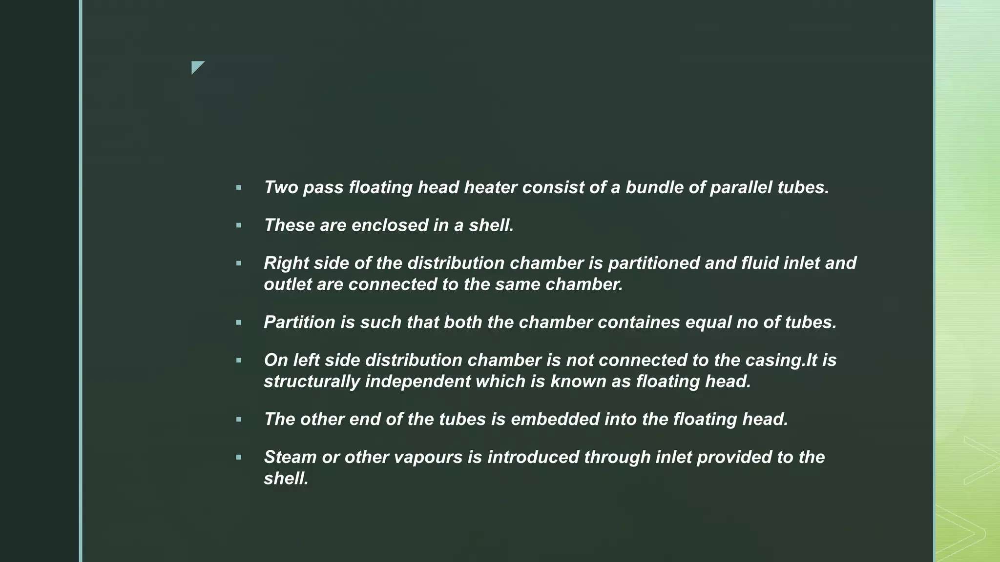 ▪ Two pass floating head heater consist of a bundle of parallel tubes.
▪ These are enclosed in a shell.
▪ Right side of the distribution chamber is partitioned and fluid inlet and
outlet are connected to the same chamber.
▪ Partition is such that both the chamber containes equal no of tubes.
▪ On left side distribution chamber is not connected to the casing.It is
structurally independent which is known as floating head.
▪ The other end of the tubes is embedded into the floating head.
▪ Steam or other vapours is introduced through inlet provided to the
shell.